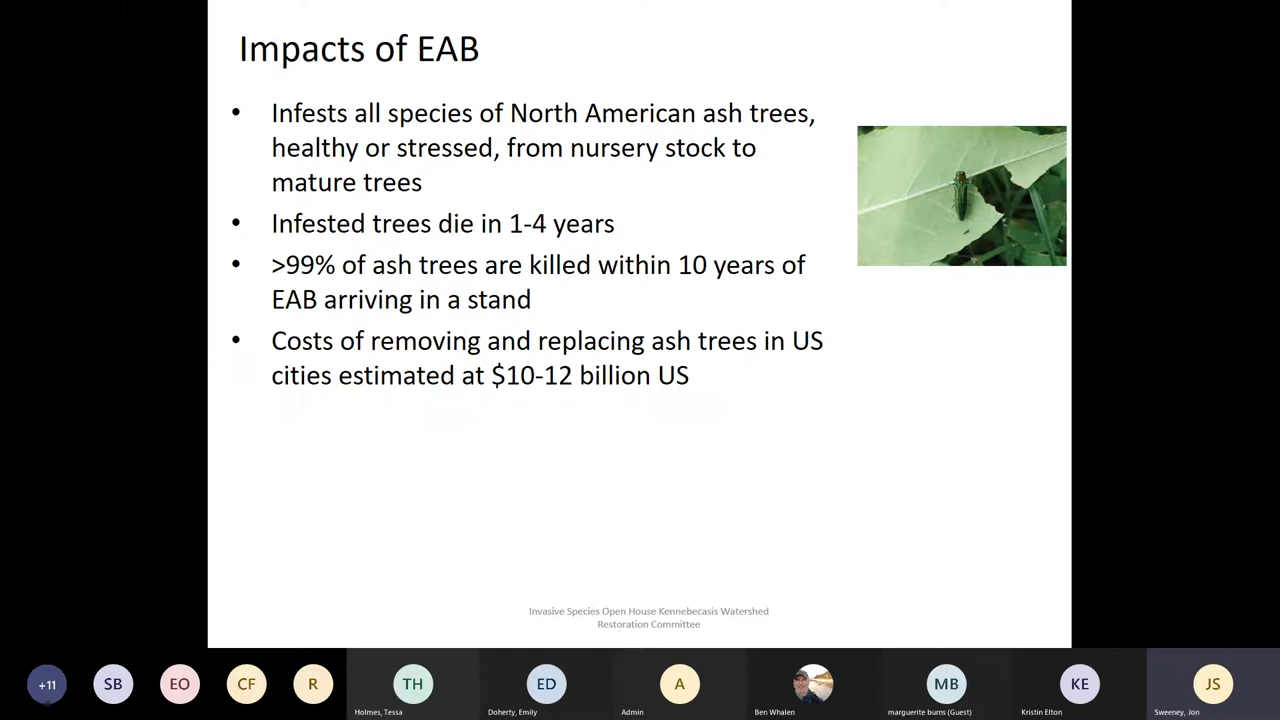 Impacts of EAB
• Infests all species of North American ash trees,
healthy or stressed, from nursery stock to
mature trees
• Infested trees die in 1-4 years
• >99% of ash trees are killed within 10 years of
EAB arriving in a stand
• Costs of removing and replacing ash trees in US
cities estimated at $10-12 billion US
Invasive Species Open House Kennebecasis Watershed
Restoration Committee
+11
SB
EO
CF
R
TH
Holmes, Tessa
ED
Doherty, Emily
A
Admin
Ben Whalen
MB
marguerite burns (Guest)
KE
Kristin Elton
JS
Sweeney, Jon